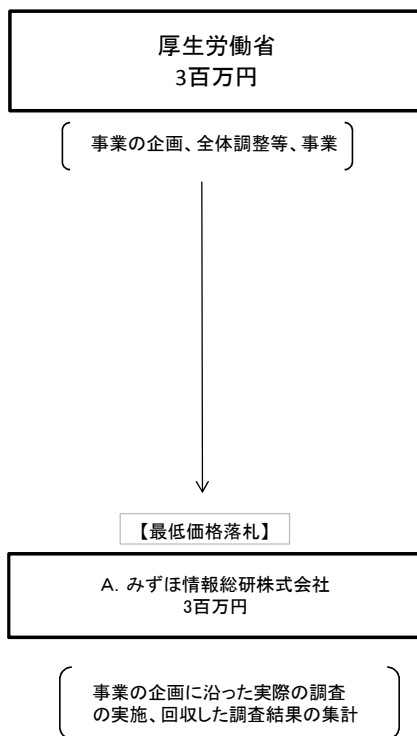 厚生労働省
3百万円
事業の企画、全体調整等、事業
【最低価格落札】
A. みずほ情報総研株式会社
3百万円
事業の企画に沿った実際の調査
の実施、回収した調査結果の集計